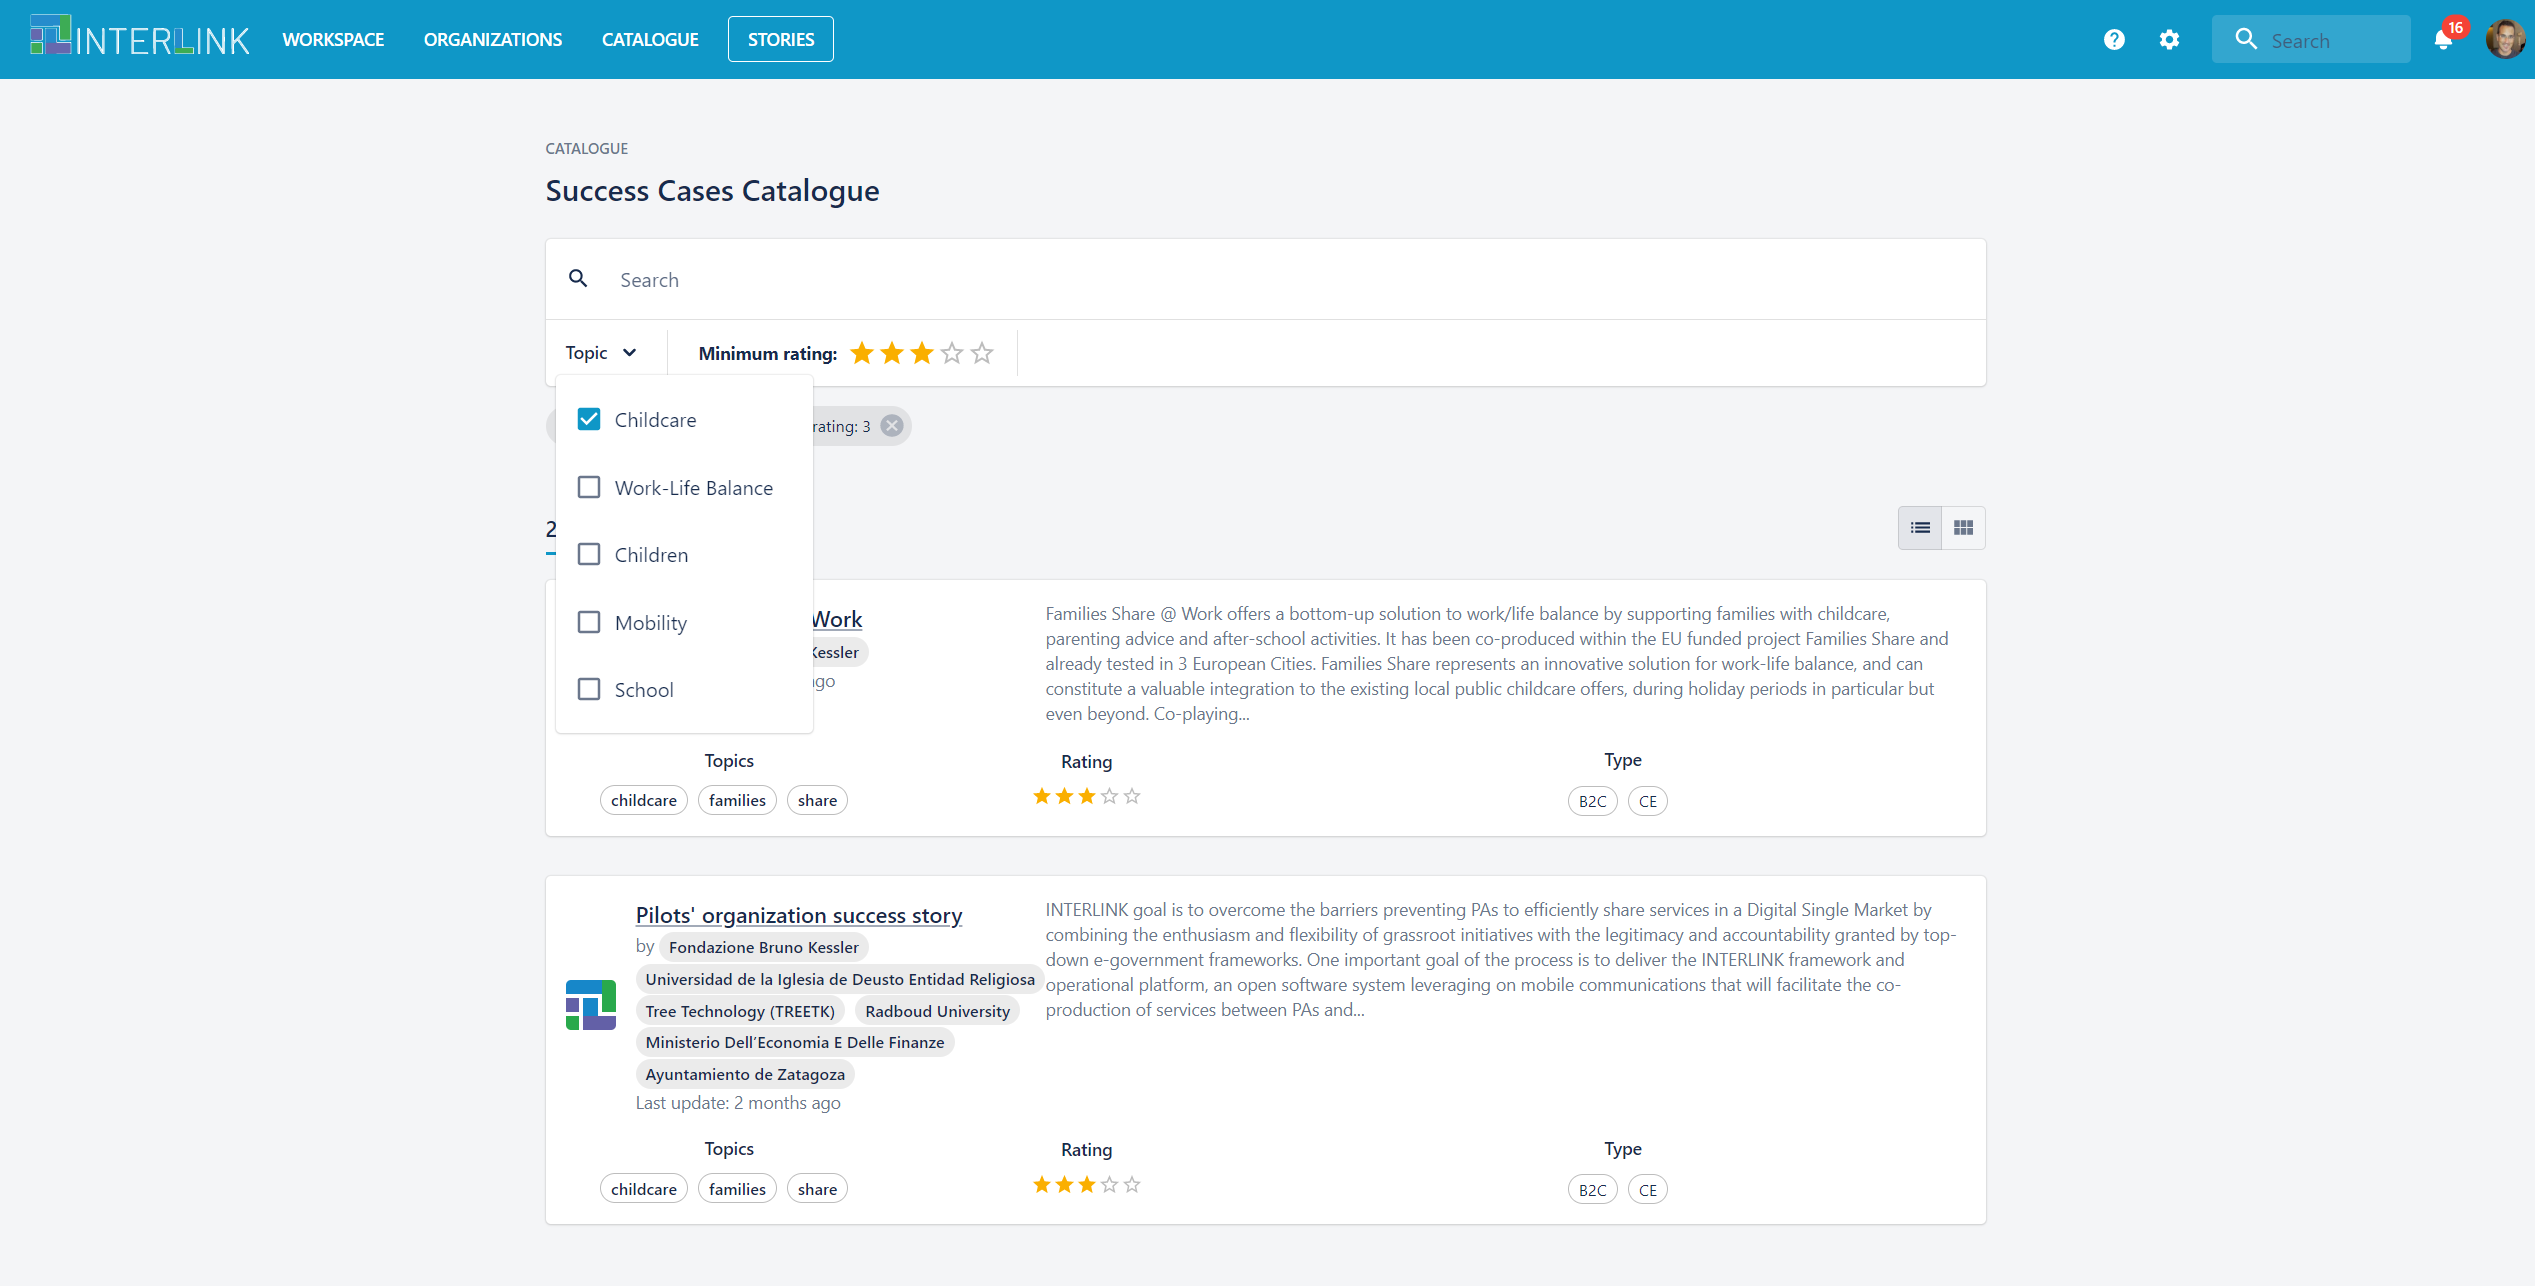 INTERLINK WORKSPACE ORGANIZATIONS CATALOGUE STORIES Search 16
CATALOGUE
Success Cases Catalogue
Search
Topic Minimum rating:
Childcare
rating: 3
Work-Life Balance
2
Children
Mobility
School
Work
Kessler
ago
Families Share @ Work offers a bottom-up solution to work/life balance by supporting families with childcare,
parenting advice and after-school activities. It has been co-produced within the EU funded project Families Share and
already tested in 3 European Cities. Families Share represents an innovative solution for work-life balance, and can
constitute a valuable integration to the existing local public childcare offers, during holiday periods in particular but
even beyond. Co-playing...
Topics Rating Type
childcare families share B2C CE
Pilots' organization success story
by Fondazione Bruno Kessler
Universidad de la Iglesia de Deusto Entidad Religiosa
Tree Technology (TREETK) Radboud University
Ministerio Dell'Economia E Delle Finanze
Ayuntamiento de Zatagoza
Last update: 2 months ago
INTERLINK goal is to overcome the barriers preventing PAs to efficiently share services in a Digital Single Market by
combining the enthusiasm and flexibility of grassroot initiatives with the legitimacy and accountability granted by top-
down e-government frameworks. One important goal of the process is to deliver the INTERLINK framework and
operational platform, an open software system leveraging on mobile communications that will facilitate the co-
production of services between PAs and...
Topics Rating Type
childcare families share B2C CE